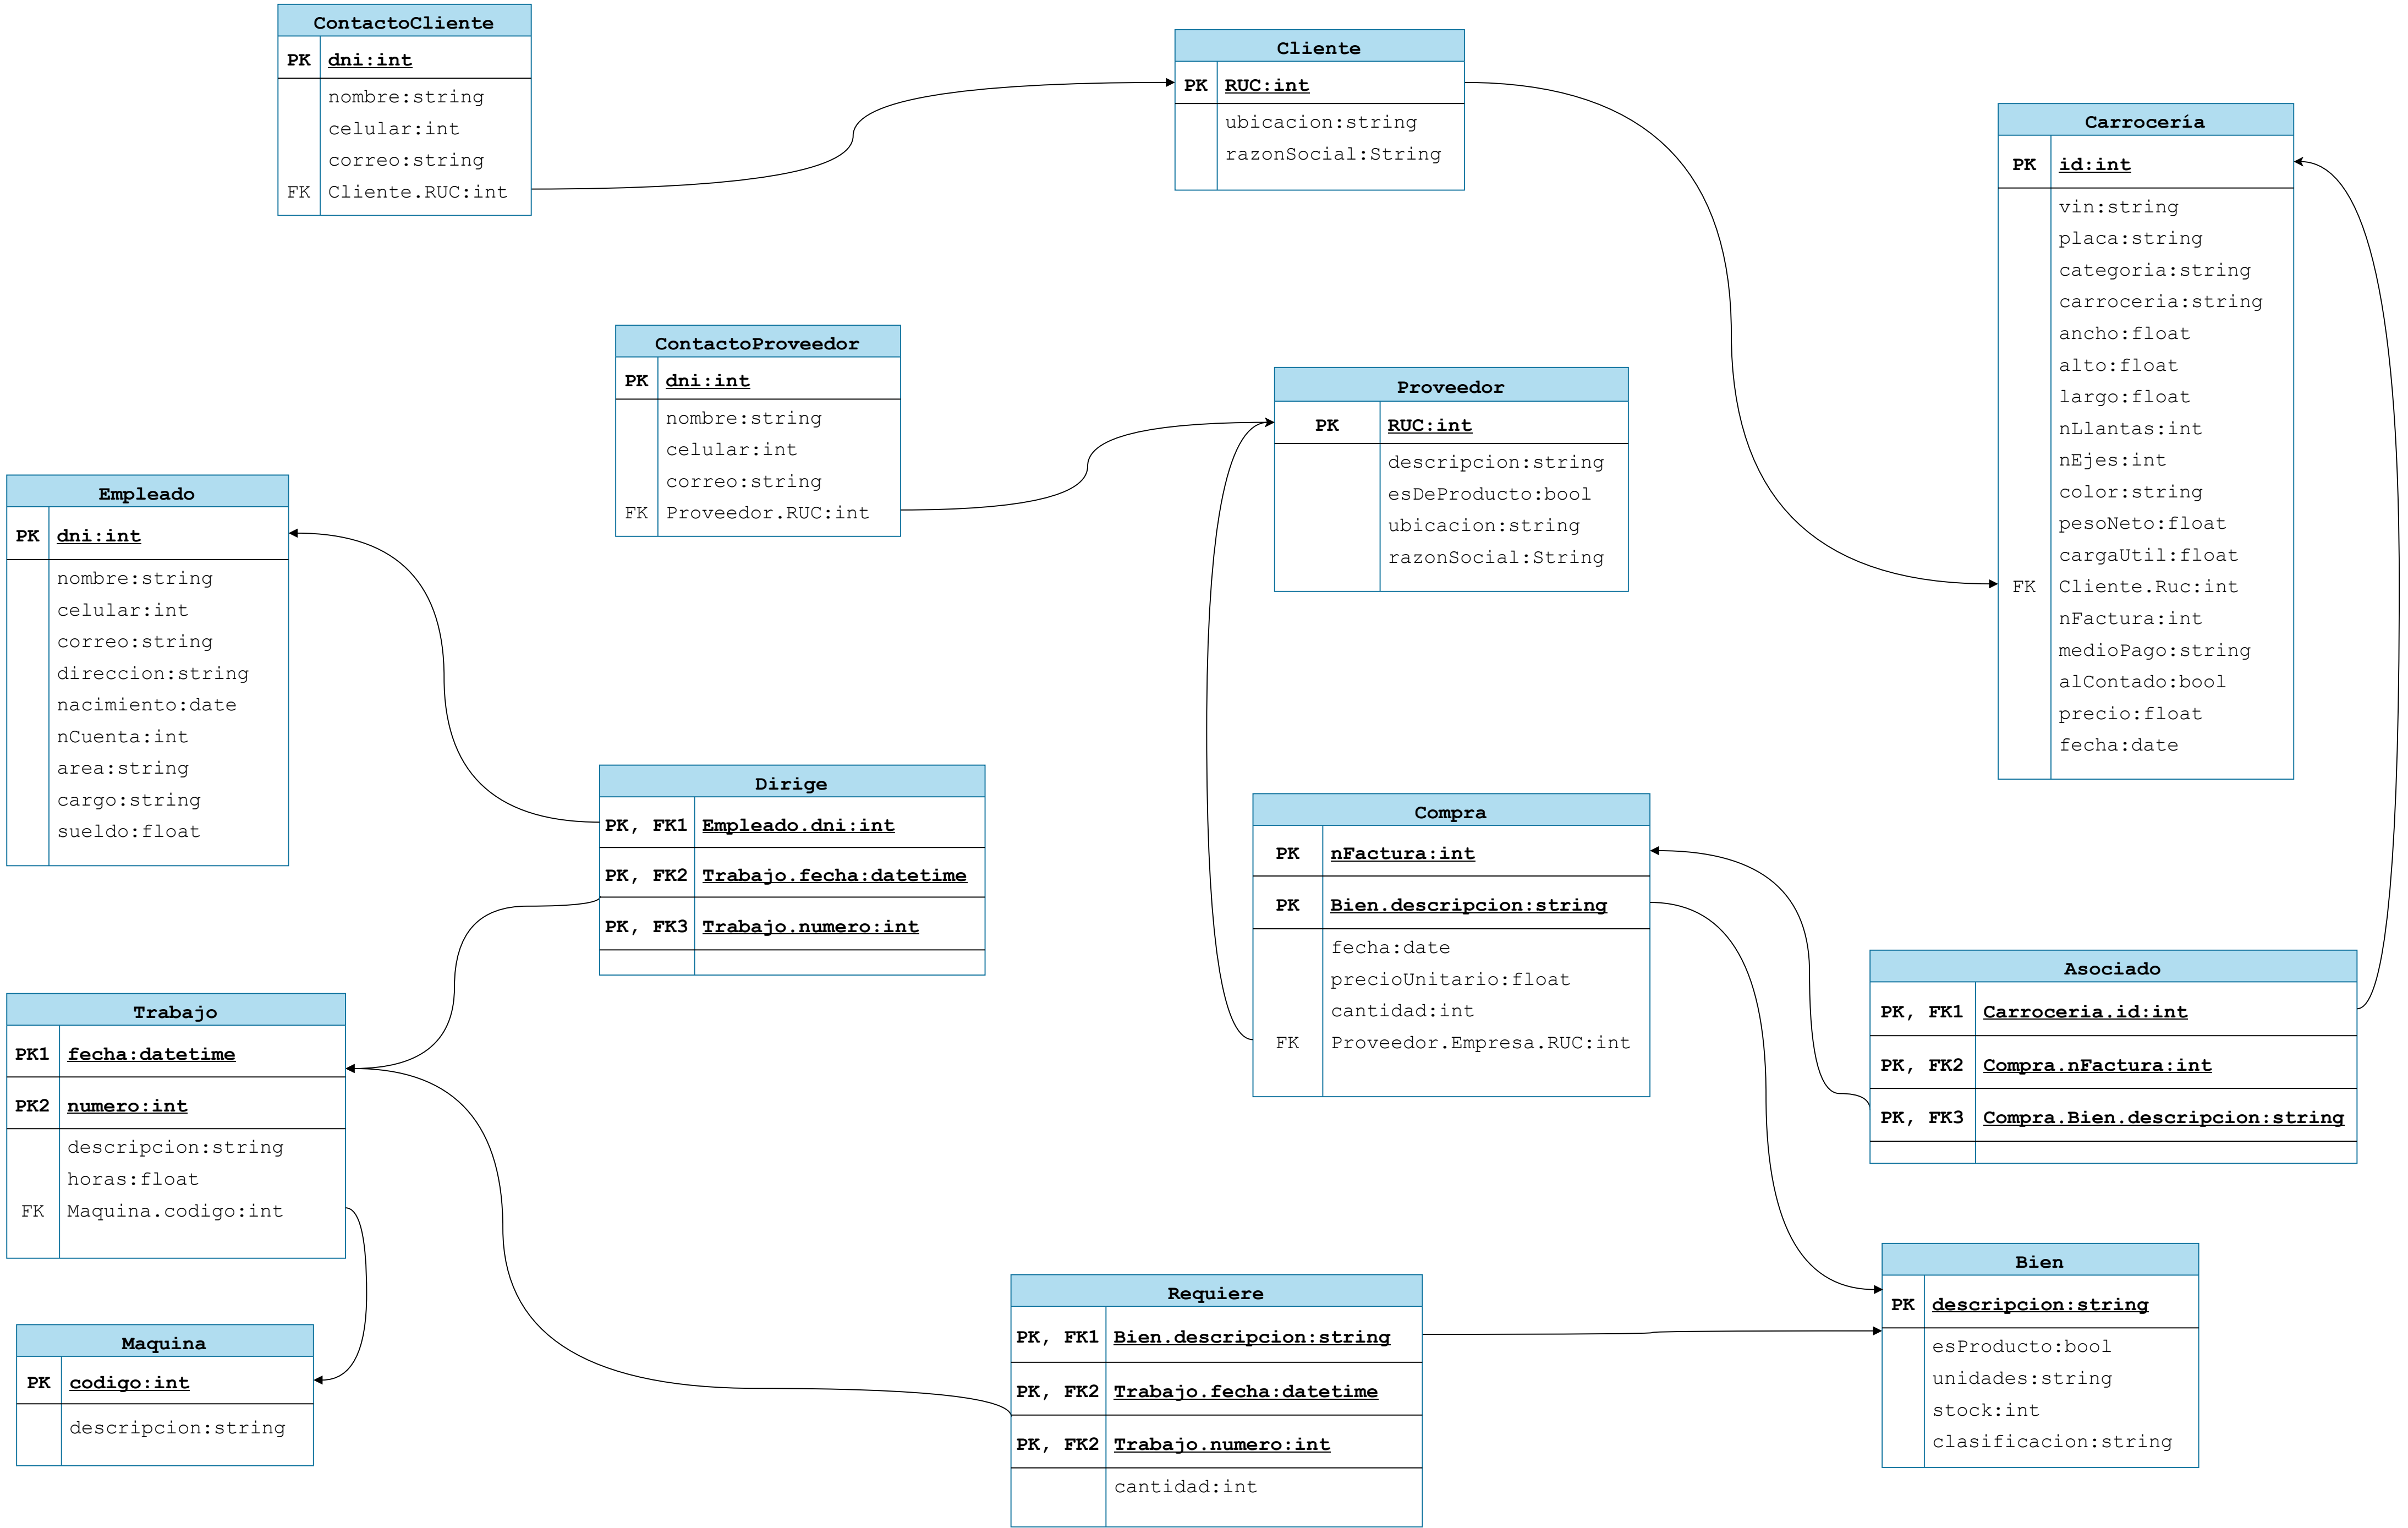 ContactoCliente
PK dni:int
nombre:string
celular:int
correo:string
FK Cliente.RUC:int
Cliente
PK RUC:int
ubicacion:string
razonSocial:String
Carrocería
PK id:int
vin:string
placa:string
categoria:string
carroceria:string
ancho:float
alto:float
largo:float
nLlantas:int
nEjes:int
color:string
pesoNeto:float
cargaUtil:float
FK Cliente.Ruc:int
nFactura:int
medioPago:string
alContado:bool
precio:float
fecha:date
ContactoProveedor
PK dni:int
nombre:string
celular:int
correo:string
FK Proveedor.RUC:int
Proveedor
PK RUC:int
descripcion:string
esDeProducto:bool
ubicacion:string
razonSocial:String
Empleado
PK dni:int
nombre:string
celular:int
correo:string
direccion:string
nacimiento:date
nCuenta:int
area:string
cargo:string
sueldo:float
Dirige
PK, FK1 Empleado.dni:int
PK, FK2 Trabajo.fecha:datetime
PK, FK3 Trabajo.numero:int
Compra
PK nFactura:int
PK Bien.descripcion:string
fecha:date
precioUnitario:float
cantidad:int
FK Proveedor.Empresa.RUC:int
Asociado
PK, FK1 Carroceria.id:int
PK, FK2 Compra.nFactura:int
PK, FK3 Compra.Bien.descripcion:string
Trabajo
PK1 fecha:datetime
PK2 numero:int
descripcion:string
horas:float
FK Maquina.codigo:int
Maquina
PK codigo:int
descripcion:string
Requiere
PK, FK1 Bien.descripcion:string
PK, FK2 Trabajo.fecha:datetime
PK, FK2 Trabajo.numero:int
cantidad:int
Bien
PK descripcion:string
esProducto:bool
unidades:string
stock:int
clasificacion:string